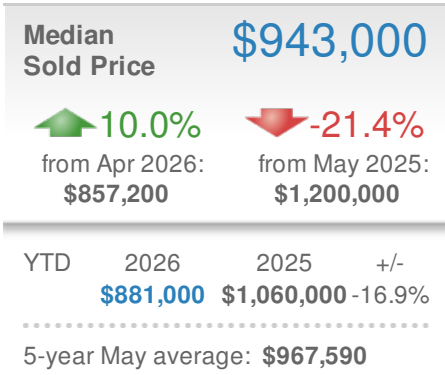 Median
Sold Price
$943,000
10.0%
from Apr 2026:
$857,200
-21.4%
from May 2025:
$1,200,000
YTD 2026 2025 +/-
$881,000 $1,060,000 -16.9%
5-year May average: $967,590